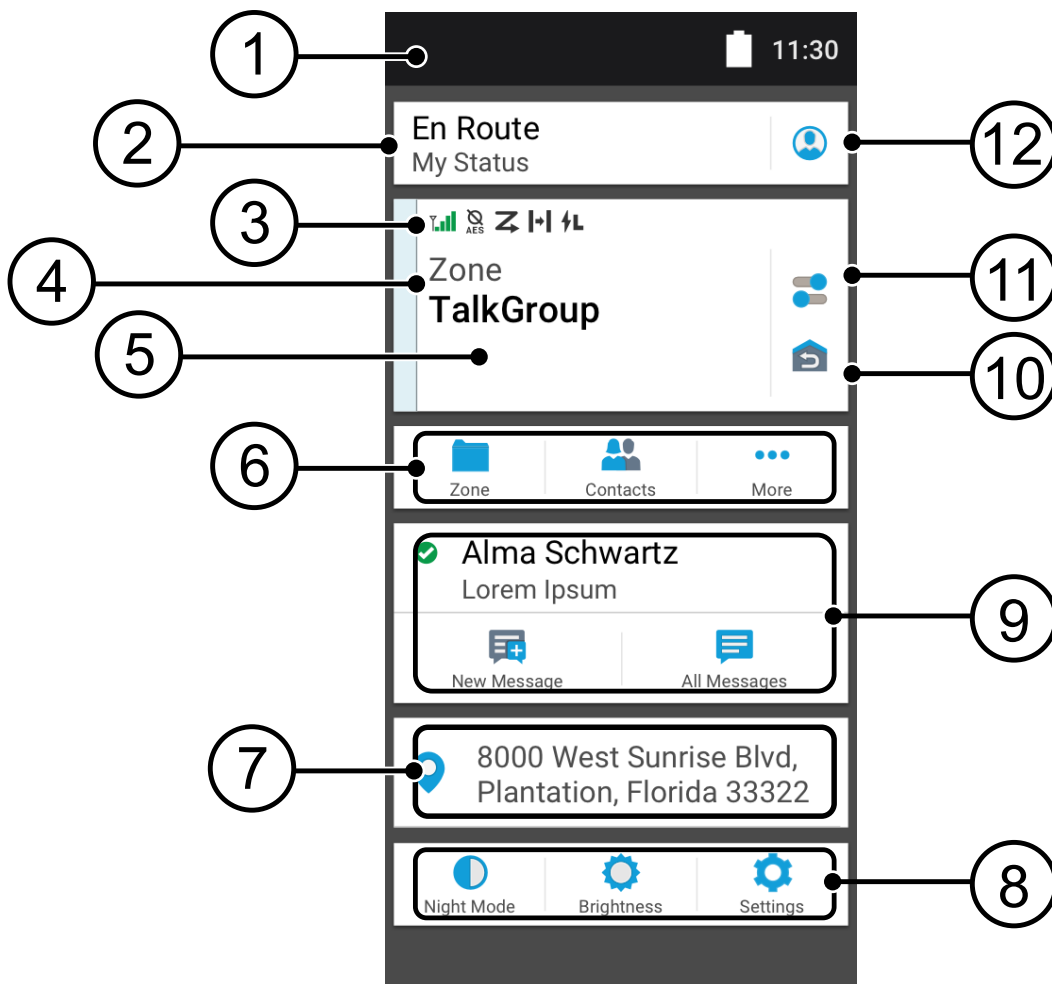 1
11:30
2
En Route
My Status
12
3
AES
L
4
Zone
TalkGroup
11
5
10
6
Zone
Contacts
More
Alma Schwartz
Lorem Ipsum
9
New Message
All Messages
7
8000 West Sunrise Blvd,
Plantation, Florida 33322
8
Night Mode
Brightness
Settings